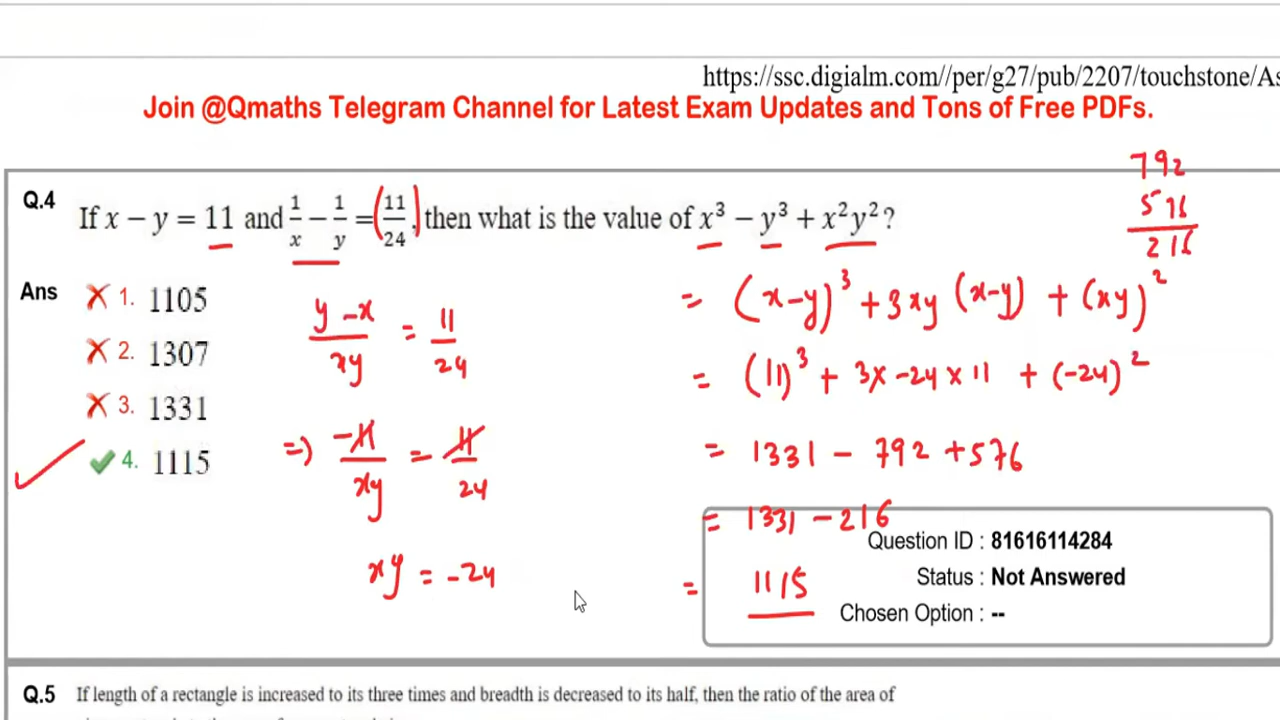 https://ssc.digialm.com//per/g27/pub/2207/touchstone/As
Join @Qmaths Telegram Channel for Latest Exam Updates and Tons of Free PDFs.
Q.4 If x − y = 11 and 1/x − 1/y = (11/24), then what is the value of x³ − y³ + x²y²?
792
576
216
Ans
1. 1105
2. 1307
3. 1331
4. 1115
y − x / xy = 11 / 24
=> −11 / xy = 11 / 24
xy = −24
= (x−y)³ + 3xy (x−y) + (xy)²
= (11)³ + 3x −24 x 11 + (−24)²
= 1331 − 792 + 576
= 1331 − 216
= 1115
Question ID : 81616114284
Status : Not Answered
Chosen Option : --
Q.5 If length of a rectangle is increased to its three times and breadth is decreased to its half, then the ratio of the area of